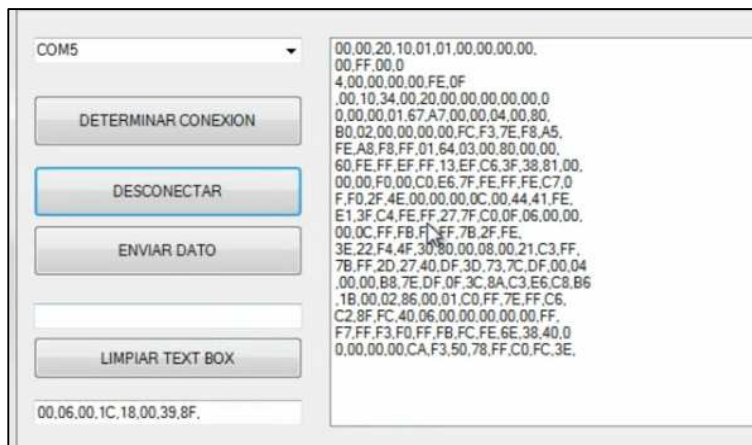 COM5
DETERMINAR CONEXION
DESCONECTAR
ENVIAR DATO
LIMPIAR TEXT BOX
00,06,00,1C,18,00,39,8F,
00,00,20,10,01,01,00,00,00,00,
00,FF,00,0
4,00,00,00,00,FE,0F
,00,10,34,00,20,00,00,00,00,00,0
0,00,00,01,67,A7,00,00,04,00,80,
B0,02,00,00,00,00,FC,F3,7E,F8,A5,
FE,A8,F8,FF,01,64,03,00,80,00,00,
60,FE,FF,EF,FF,13,EF,C6,3F,38,81,00,
00,00,F0,00,C0,E6,7F,FE,FF,FE,C7,0
F,F0,2F,4E,00,00,00,0C,00,44,41,FE,
E1,3F,C4,FE,FF,27,7F,C0,0F,06,00,00,
00,0C,FF,FB,FF,7B,2F,FE,
3E,22,F4,4F,30,80,00,08,00,21,C3,FF,
7B,FF,2D,27,40,DF,3D,73,7C,DF,00,04
,00,00,B8,7E,DF,0F,3C,8A,C3,E6,C8,B6
,1B,00,02,86,00,01,C0,FF,7E,FF,C6,
C2,8F,FC,40,06,00,00,00,00,00,FF,
F7,FF,F3,F0,FF,FB,FC,FE,6E,38,40,0
0,00,00,00,CA,F3,50,78,FF,C0,FC,3E,